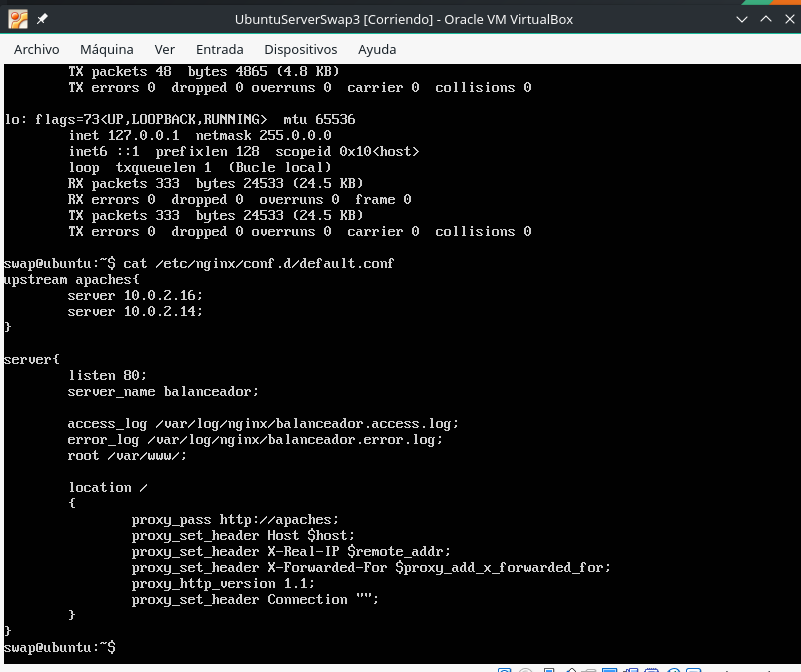 UbuntuServerSwap3 [Corriendo] - Oracle VM VirtualBox
Archivo Máquina Ver Entrada Dispositivos Ayuda
TX packets 48  bytes 4865 (4.8 KB)
TX errors 0  dropped 0 overruns 0  carrier 0  collisions 0
lo: flags=73<UP,LOOPBACK,RUNNING>  mtu 65536
inet 127.0.0.1  netmask 255.0.0.0
inet6 ::1  prefixlen 128  scopeid 0x10<host>
loop  txqueuelen 1  (Bucle local)
RX packets 333  bytes 24533 (24.5 KB)
RX errors 0  dropped 0  overruns 0  frame 0
TX packets 333  bytes 24533 (24.5 KB)
TX errors 0  dropped 0 overruns 0  carrier 0  collisions 0
swap@ubuntu:~$ cat /etc/nginx/conf.d/default.conf
upstream apaches{
server 10.0.2.16;
server 10.0.2.14;
}
server{
listen 80;
server_name balanceador;
access_log /var/log/nginx/balanceador.access.log;
error_log /var/log/nginx/balanceador.error.log;
root /var/www/;
location /
{
proxy_pass http://apaches;
proxy_set_header Host $host;
proxy_set_header X-Real-IP $remote_addr;
proxy_set_header X-Forwarded-For $proxy_add_x_forwarded_for;
proxy_http_version 1.1;
proxy_set_header Connection "";
}
}
swap@ubuntu:~$